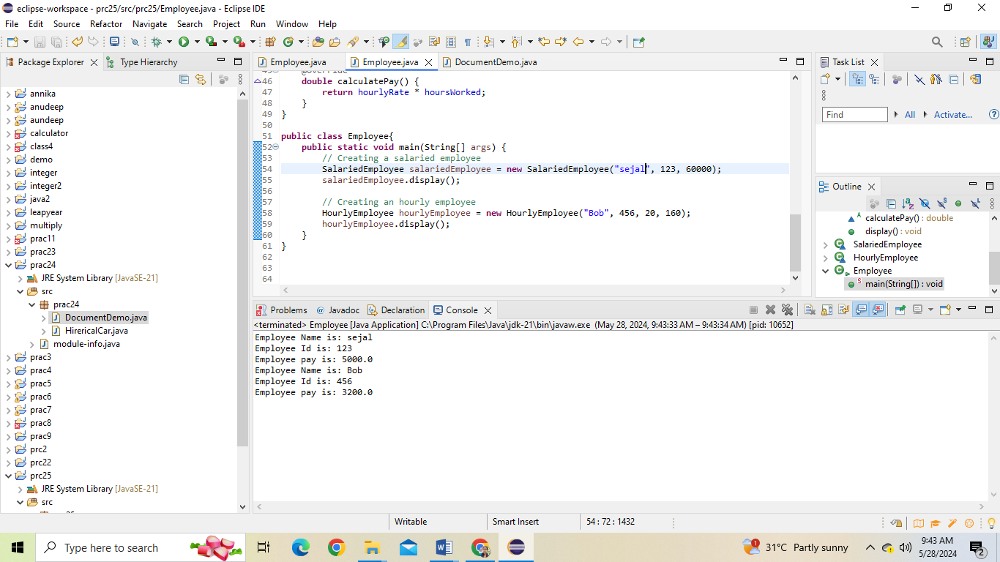 eclipse-workspace - prc25/src/prc25/Employee.java - Eclipse IDE
File Edit Source Refactor Navigate Search Project Run Window Help
Package Explorer Type Hierarchy
annika
anudeep
aundeep
calculator
class4
demo
integer
integer2
java2
leapyear
multiply
prac11
prac23
prac24
JRE System Library [JavaSE-21]
src
prac24
DocumentDemo.java
HirericalCar.java
module-info.java
prac3
prac4
prac5
prac6
prac7
prac8
prac9
prc2
prc22
prc25
JRE System Library [JavaSE-21]
src
Employee.java Employee.java DocumentDemo.java
45 @Override
46 double calculatePay() {
47 return hourlyRate * hoursWorked;
48 }
49 }
50
51 public class Employee{
52 public static void main(String[] args) {
53 // Creating a salaried employee
54 SalariedEmployee salariedEmployee = new SalariedEmployee("sejal", 123, 60000);
55 salariedEmployee.display();
56
57 // Creating an hourly employee
58 HourlyEmployee hourlyEmployee = new HourlyEmployee("Bob", 456, 20, 160);
59 hourlyEmployee.display();
60 }
61 }
62
63
64
Problems Javadoc Declaration Console
<terminated> Employee [Java Application] C:\Program Files\Java\jdk-21\bin\javaw.exe (May 28, 2024, 9:43:33 AM – 9:43:34 AM) [pid: 10652]
Employee Name is: sejal
Employee Id is: 123
Employee pay is: 5000.0
Employee Name is: Bob
Employee Id is: 456
Employee pay is: 3200.0
Task List
Find All Activate...
Outline
calculatePay() : double
display() : void
SalariedEmployee
HourlyEmployee
Employee
main(String[]) : void
Writable Smart Insert 54 : 72 : 1432
Type here to search
31°C Partly sunny
9:43 AM
5/28/2024
2